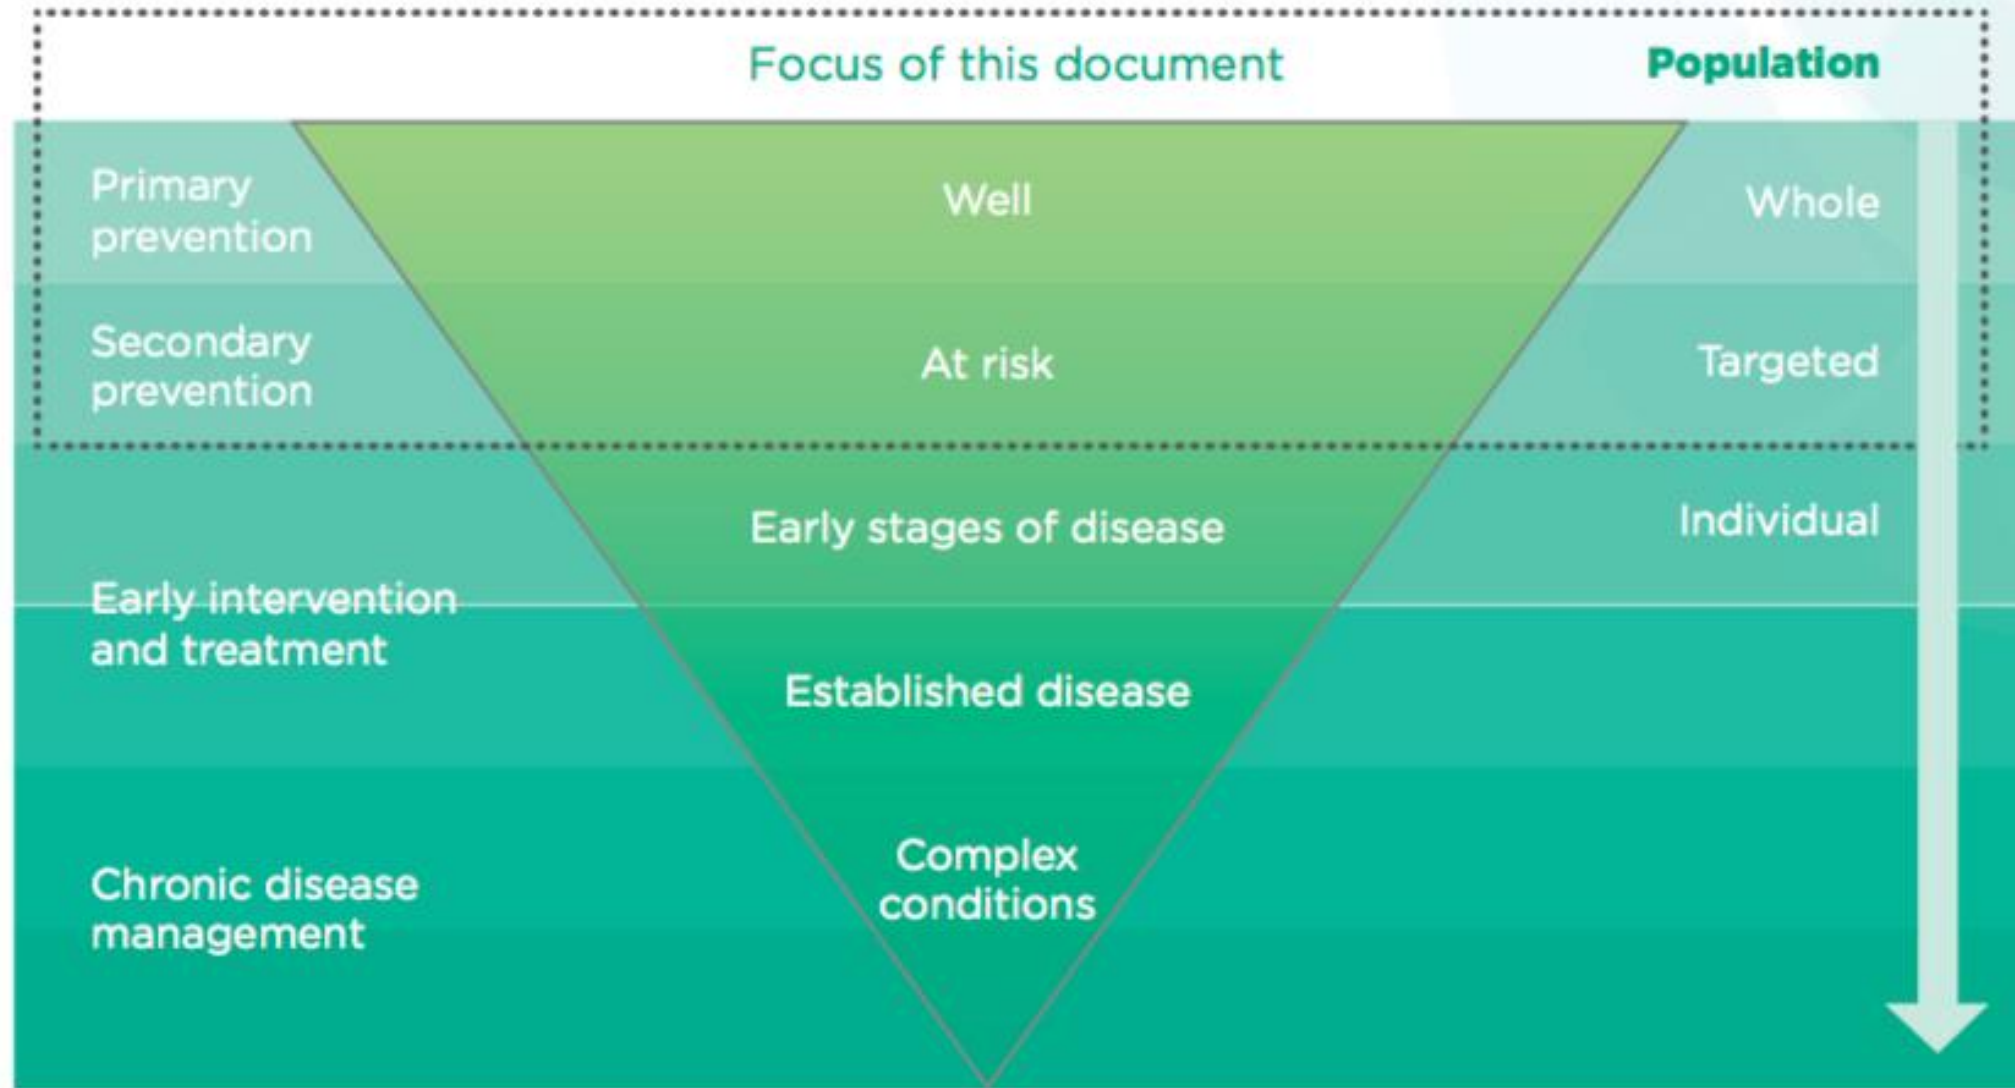 Focus of this document
Population
Primary
prevention
Well
Whole
Secondary
prevention
At risk
Targeted
Early stages of disease
Individual
Early intervention
and treatment
Established disease
Complex
conditions
Chronic disease
management